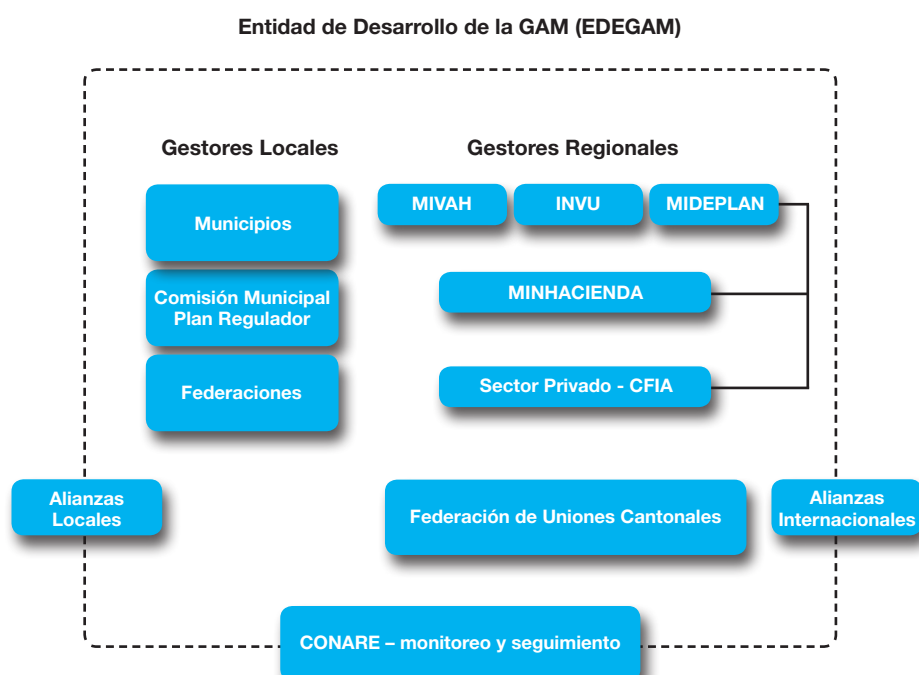 Entidad de Desarrollo de la GAM (EDEGAM)
Gestores Locales
Gestores Regionales
Municipios
Comisión Municipal
Plan Regulador
Federaciones
MIVAH
INVU
MIDEPLAN
MINHACIENDA
Sector Privado - CFIA
Alianzas
Locales
Federación de Uniones Cantonales
Alianzas
Internacionales
CONARE – monitoreo y seguimiento